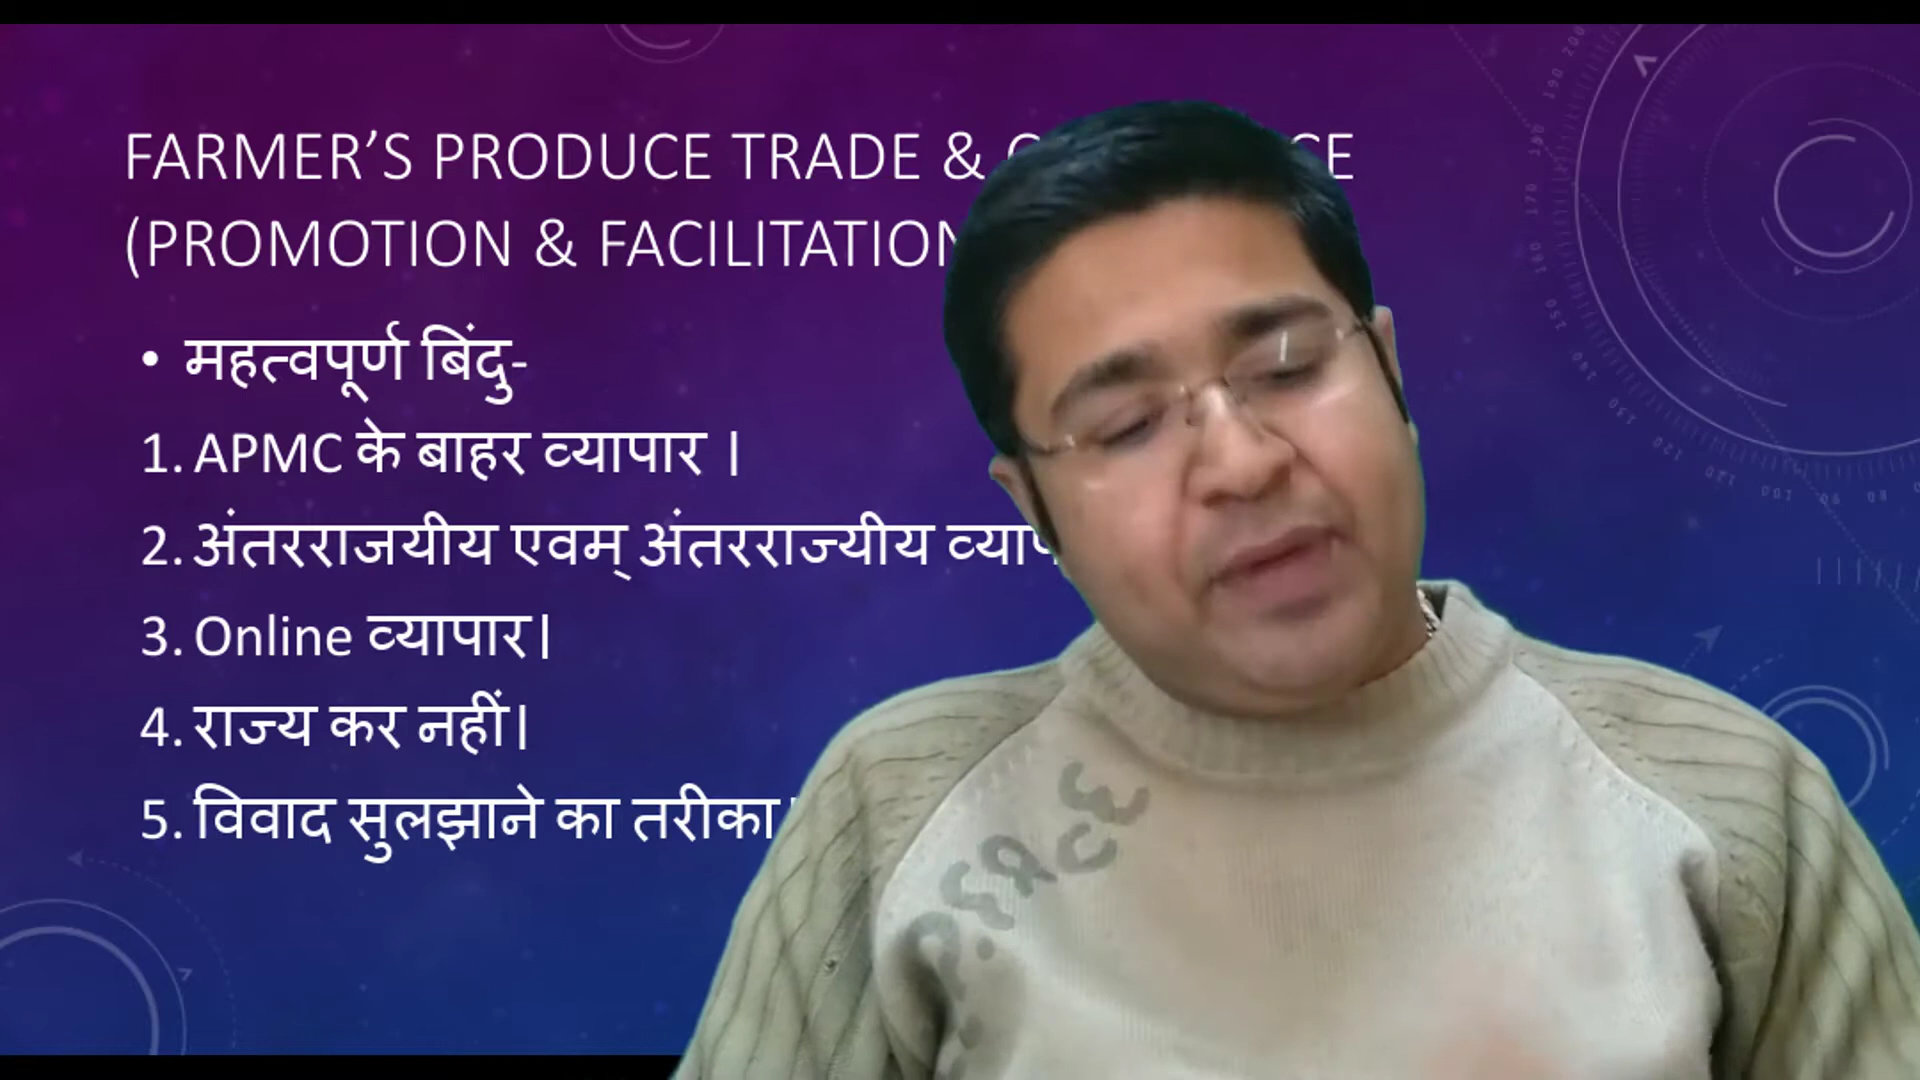 FARMER’S PRODUCE TRADE &
(PROMOTION & FACILITATION
• महत्वपूर्ण बिंदु-
1. APMC के बाहर व्यापार ।
2. अंतरराजयीय एवम् अंतरराज्यीय
3. Online व्यापार।
4. राज्य कर नहीं।
5. विवाद सुलझाने का तरीका।